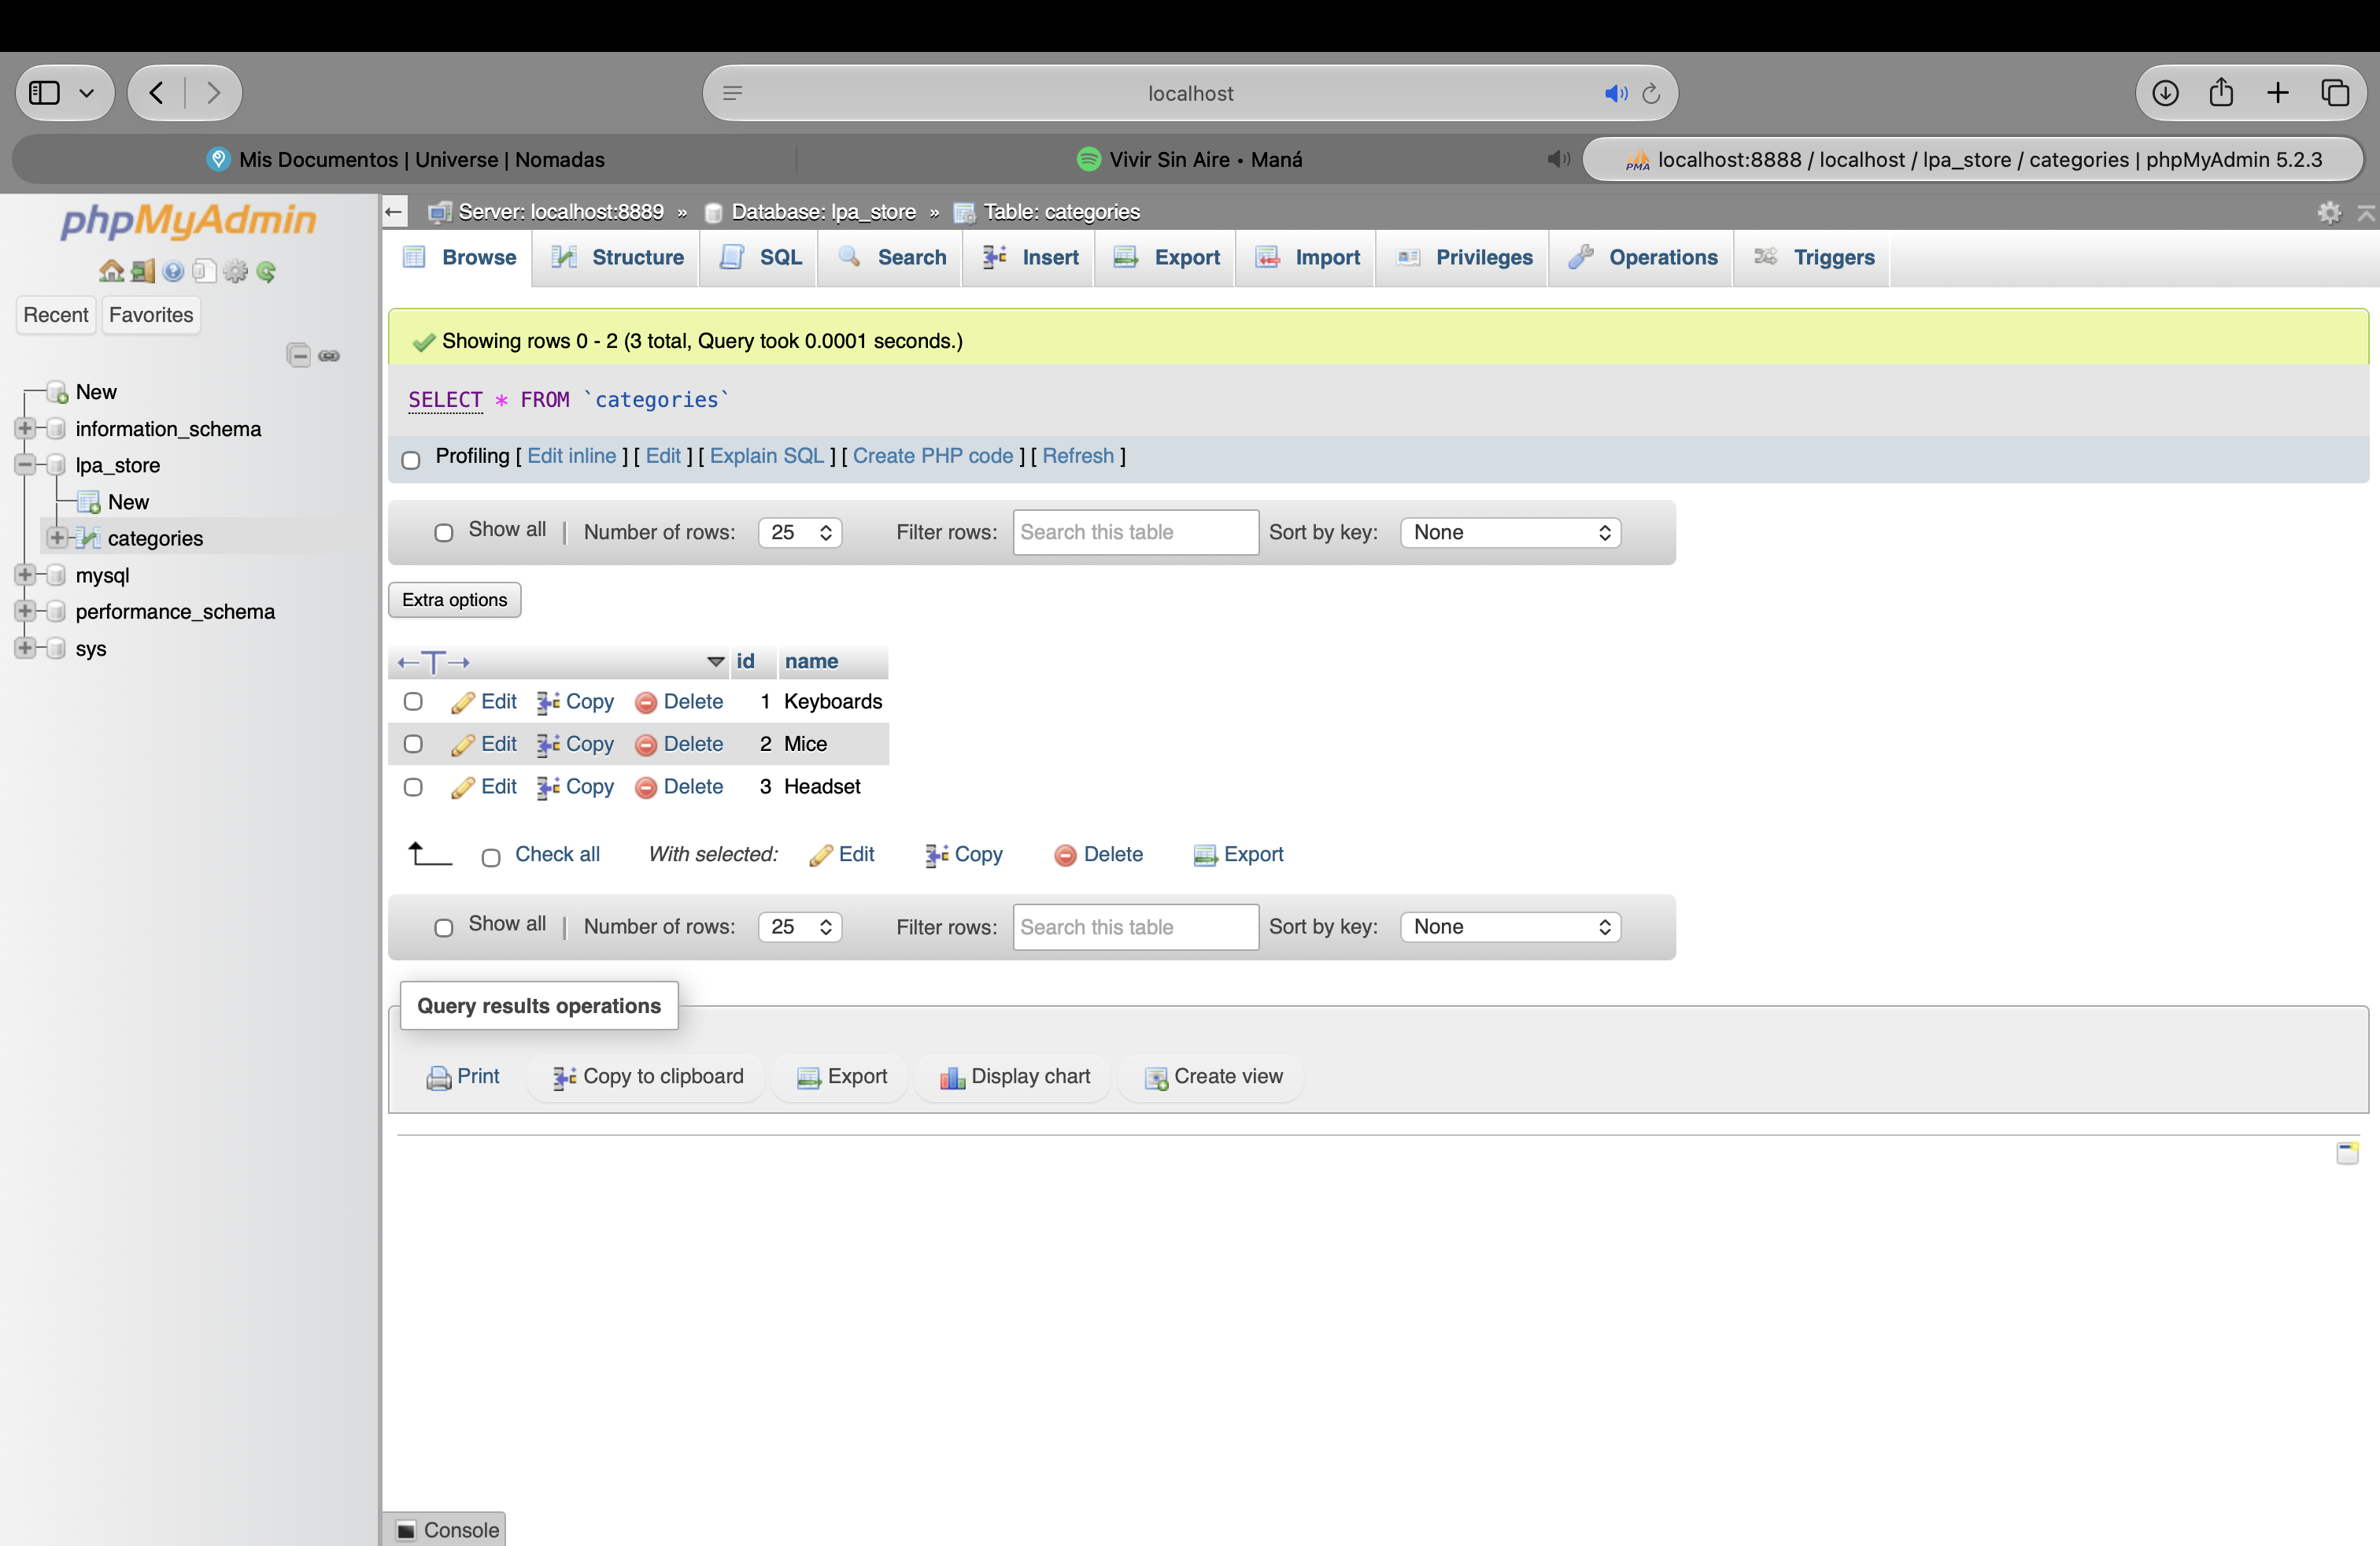 localhost
Mis Documentos | Universe | Nomadas
Vivir Sin Aire • Maná
PMA localhost:8888 / localhost / lpa_store / categories | phpMyAdmin 5.2.3
phpMyAdmin
Recent Favorites
New
information_schema
lpa_store
New
categories
mysql
performance_schema
sys
Server: localhost:8889 » Database: lpa_store » Table: categories
Browse Structure SQL Search Insert Export Import Privileges Operations Triggers
Showing rows 0 - 2 (3 total, Query took 0.0001 seconds.)
SELECT * FROM `categories`
Profiling [ Edit inline ] [ Edit ] [ Explain SQL ] [ Create PHP code ] [ Refresh ]
Show all | Number of rows: 25 Filter rows: Search this table Sort by key: None
Extra options
←T→ id name
Edit Copy Delete 1 Keyboards
Edit Copy Delete 2 Mice
Edit Copy Delete 3 Headset
Check all With selected: Edit Copy Delete Export
Show all | Number of rows: 25 Filter rows: Search this table Sort by key: None
Query results operations
Print Copy to clipboard Export Display chart Create view
Console